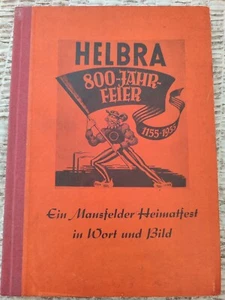 HELBRA
800-JAHR-
FEIER
1155-1955
Ein Mansfelder Heimatfest
in Wort und Bild